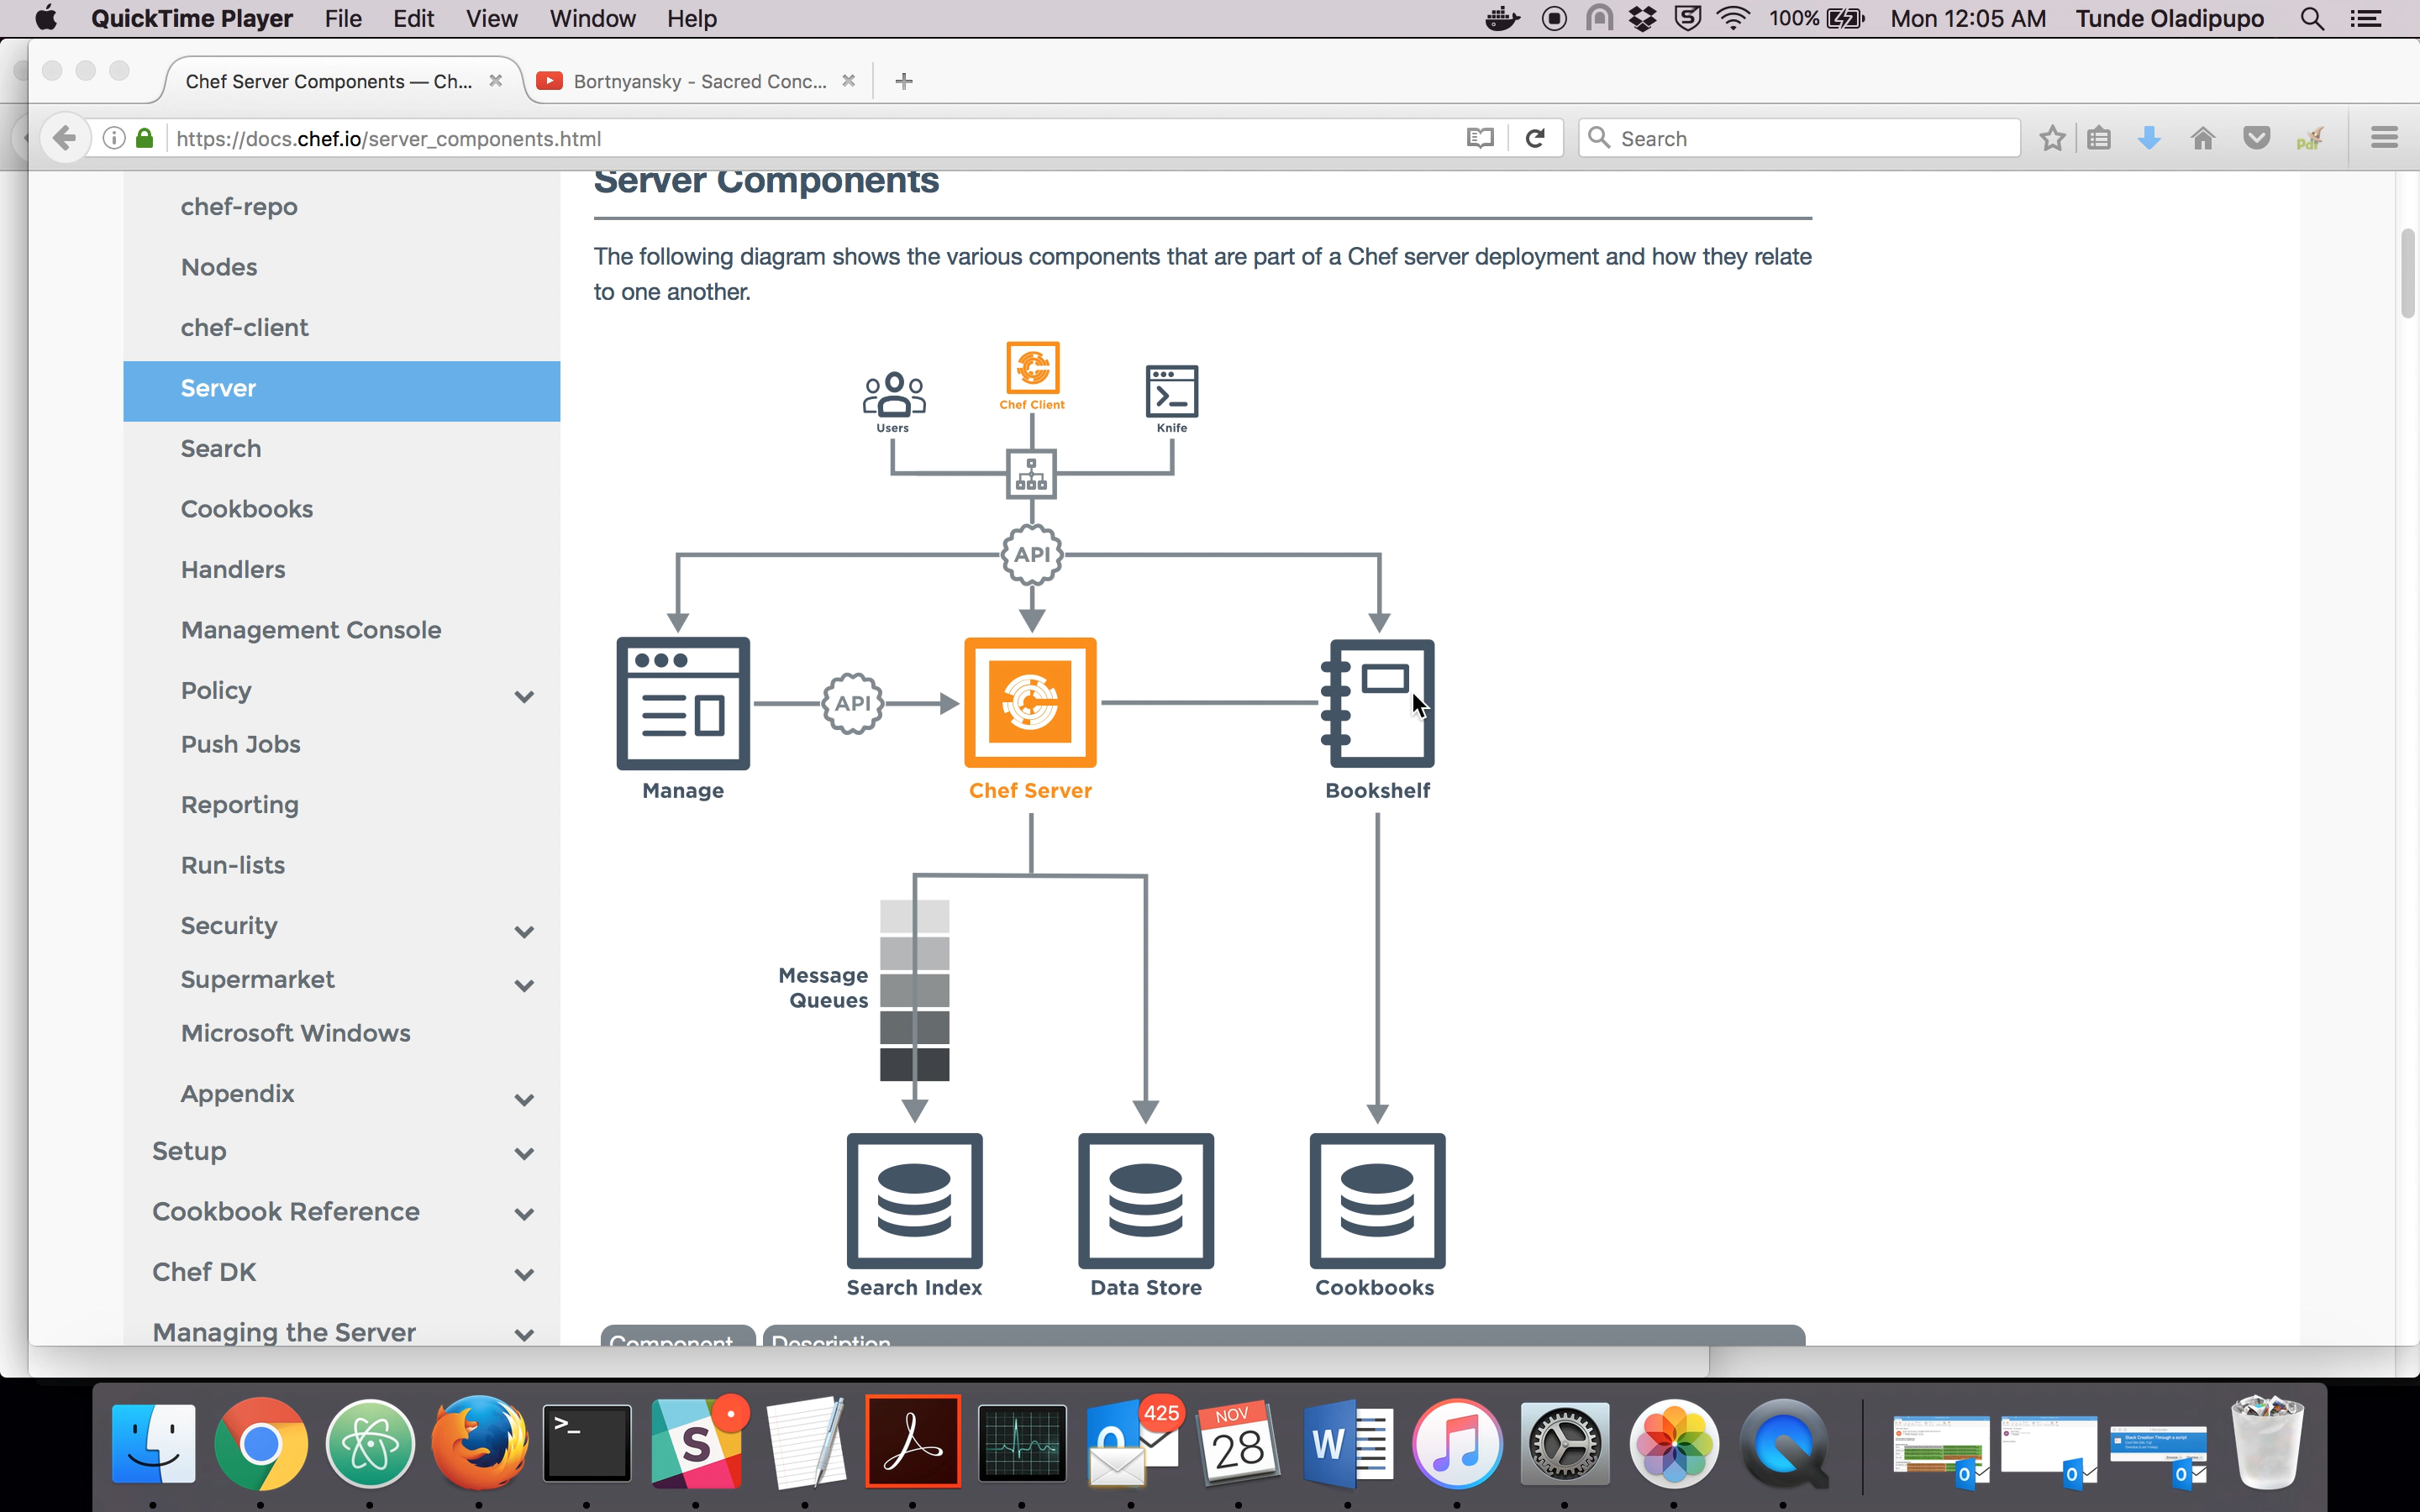 QuickTime Player File Edit View Window Help 100% Mon 12:05 AM Tunde Oladipupo
Chef Server Components — Ch... Bortnyansky - Sacred Conc...
https://docs.chef.io/server_components.html Search
chef-repo
Nodes
chef-client
Server
Search
Cookbooks
Handlers
Management Console
Policy
Push Jobs
Reporting
Run-lists
Security
Supermarket
Microsoft Windows
Appendix
Setup
Cookbook Reference
Chef DK
Managing the Server
Server Components
The following diagram shows the various components that are part of a Chef server deployment and how they relate
to one another.
Chef Client
Users
Knife
API
API
Manage
Chef Server
Bookshelf
Message
Queues
Search Index
Data Store
Cookbooks
Component Description
425
NOV
28